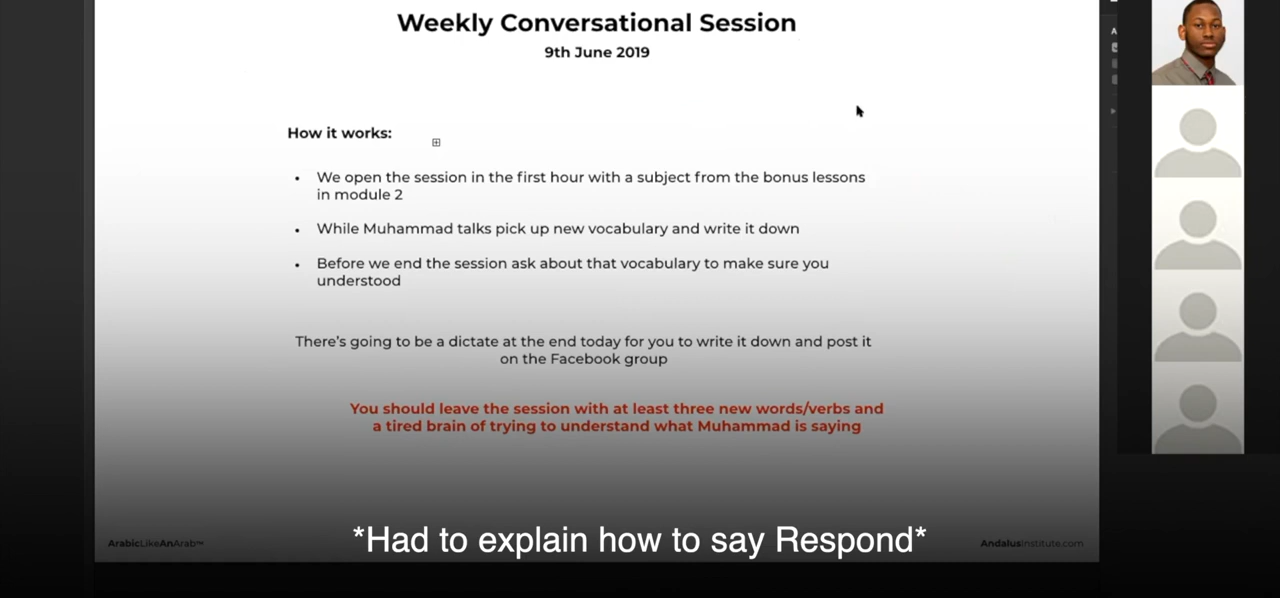 Weekly Conversational Session
9th June 2019
How it works:
• We open the session in the first hour with a subject from the bonus lessons
in module 2
• While Muhammad talks pick up new vocabulary and write it down
• Before we end the session ask about that vocabulary to make sure you
understood
There's going to be a dictate at the end today for you to write it down and post it
on the Facebook group
You should leave the session with at least three new words/verbs and
a tired brain of trying to understand what Muhammad is saying
*Had to explain how to say Respond*
ArabicLikeAnArab™
AndalusInstitute.com